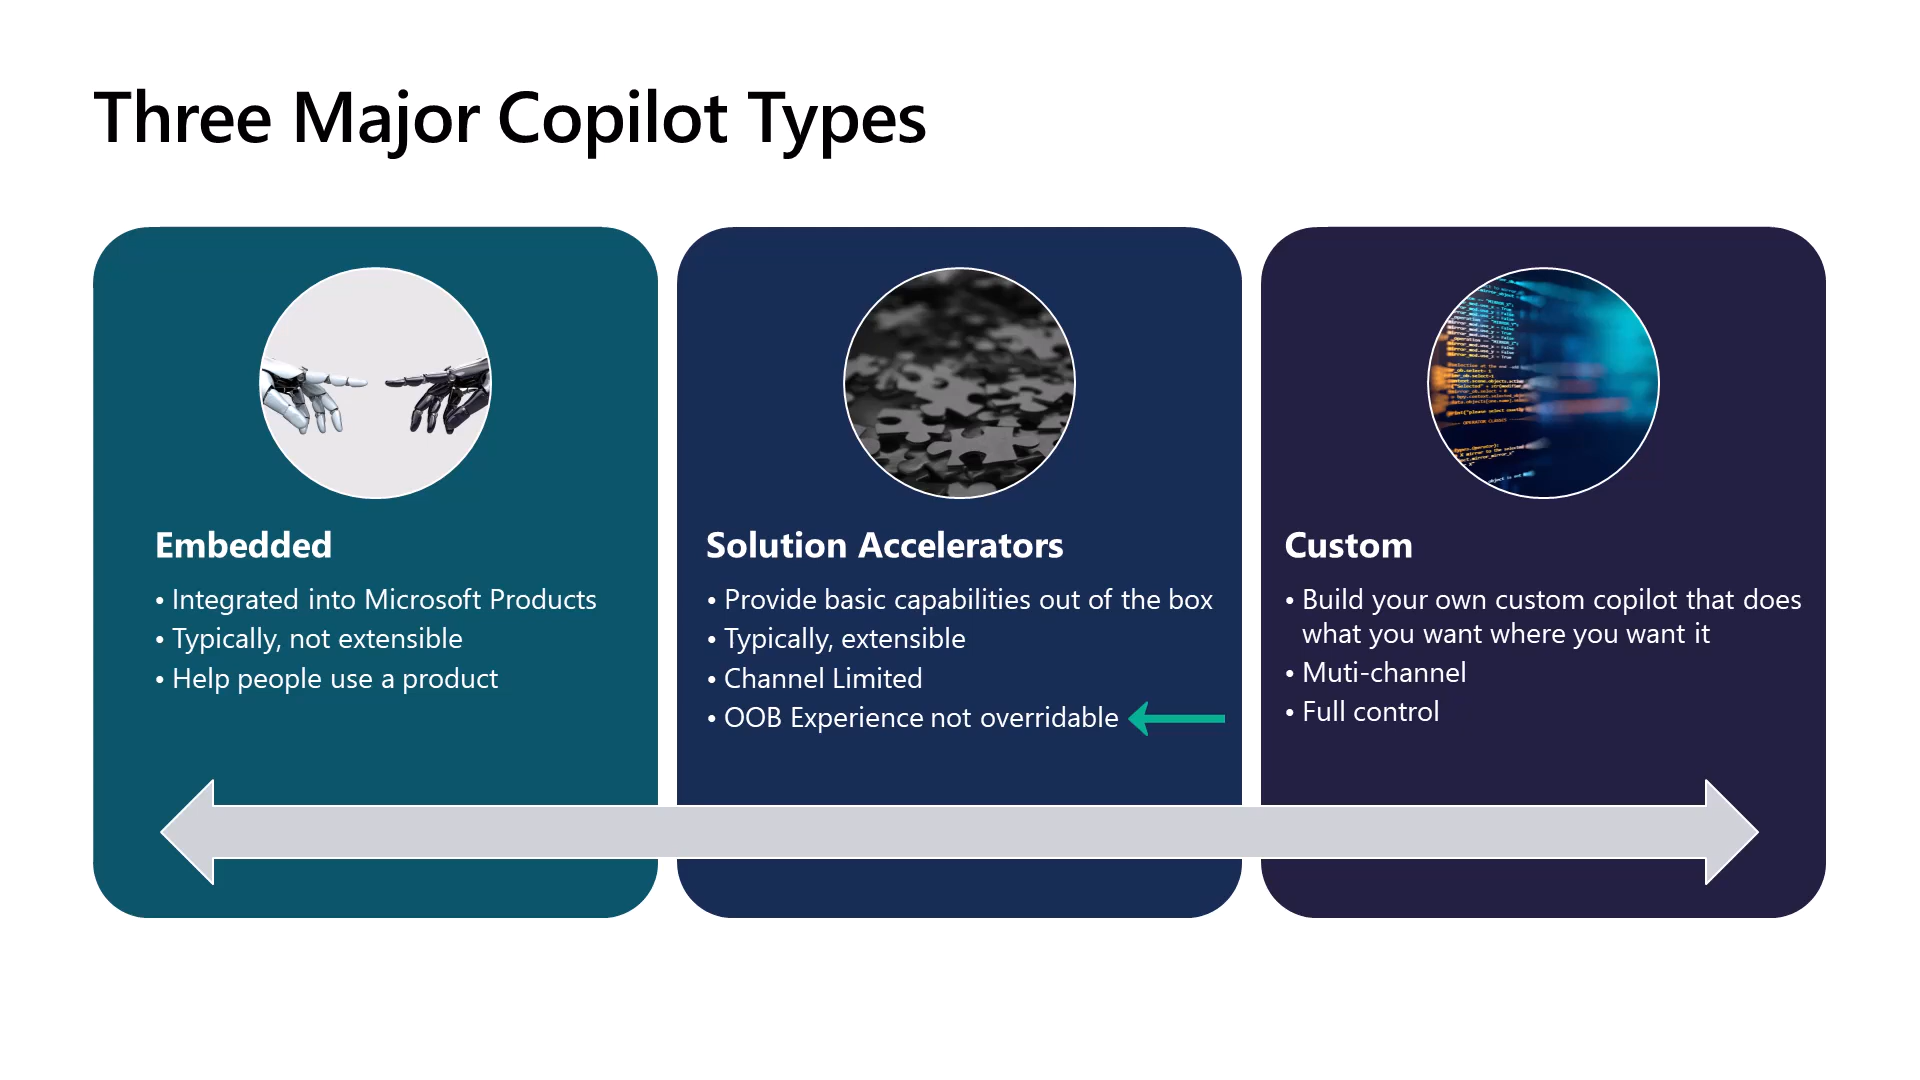 Three Major Copilot Types
Embedded
• Integrated into Microsoft Products
• Typically, not extensible
• Help people use a product
Solution Accelerators
• Provide basic capabilities out of the box
• Typically, extensible
• Channel Limited
• OOB Experience not overridable
Custom
• Build your own custom copilot that does
what you want where you want it
• Muti-channel
• Full control